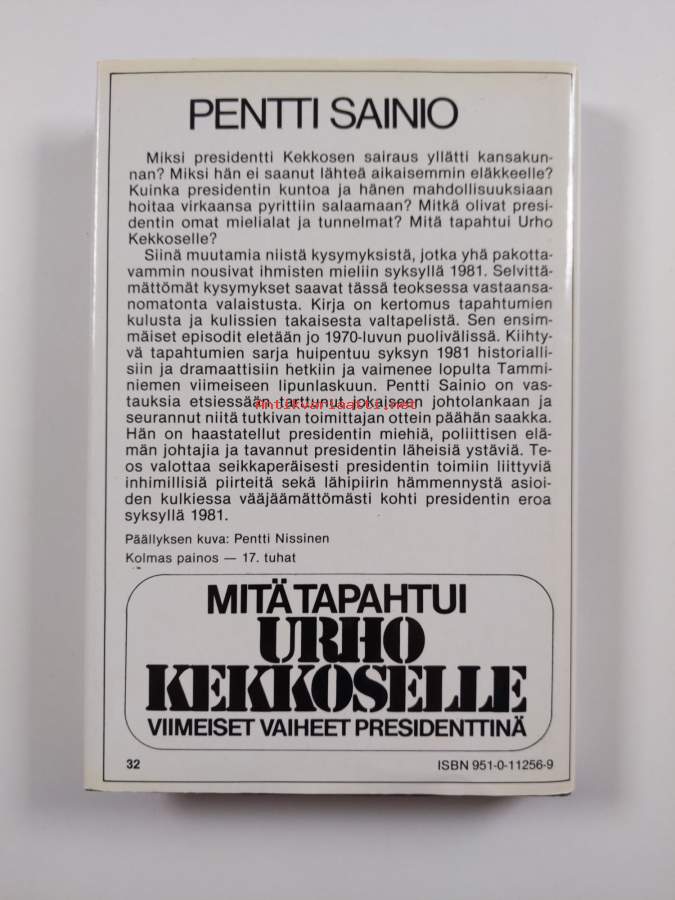 PENTTI SAINIO
Miksi presidentti Kekkosen sairaus yllätti kansakun-
nan? Miksi hän ei saanut lähteä aikaisemmin eläkkeelle?
Kuinka presidentin kuntoa ja hänen mahdollisuuksiaan
hoitaa virkaansa pyrittiin salaamaan? Mitkä olivat presi-
dentin omat mielialat ja tunnelmat? Mitä tapahtui Urho
Kekkoselle?
Siinä muutamia niistä kysymyksistä, jotka yhä pakotta-
vammin nousivat ihmisten mieliin syksyllä 1981. Selvittä-
mättömät kysymykset saavat tässä teoksessa vastaansa-
nomatonta valaistusta. Kirja on kertomus tapahtumien
kulusta ja kulissien takaisesta valtapelistä. Sen ensim-
mäiset episodit eletään jo 1970-luvun puolivälissä. Kiihty-
vä tapahtumien sarja huipentuu syksyn 1981 historialli-
siin ja dramaattisiin hetkiin ja vaimenee lopulta Tammi-
niemen viimeiseen lipunlaskuun. Pentti Sainio on vas-
tauksia etsiessään tarttunut jokaiseen johtolankaan ja
Antikvariaatti.net
seurannut niitä tutkivan toimittajan ottein päähän saakka.
Hän on haastatellut presidentin miehiä, poliittisen elä-
män johtajia ja tavannut presidentin läheisiä ystäviä. Te-
os valottaa seikkaperäisesti presidentin toimiin liittyviä
inhimillisiä piirteitä sekä lähipiirin hämmennystä asioi-
den kulkiessa vääjäämättömästi kohti presidentin eroa
syksyllä 1981.
Päällyksen kuva: Pentti Nissinen
Kolmas painos — 17. tuhat
MITÄ TAPAHTUI
URHO
KEKKOSELLE
VIIMEISET VAIHEET PRESIDENTTINÄ
32 ISBN 951-0-11256-9